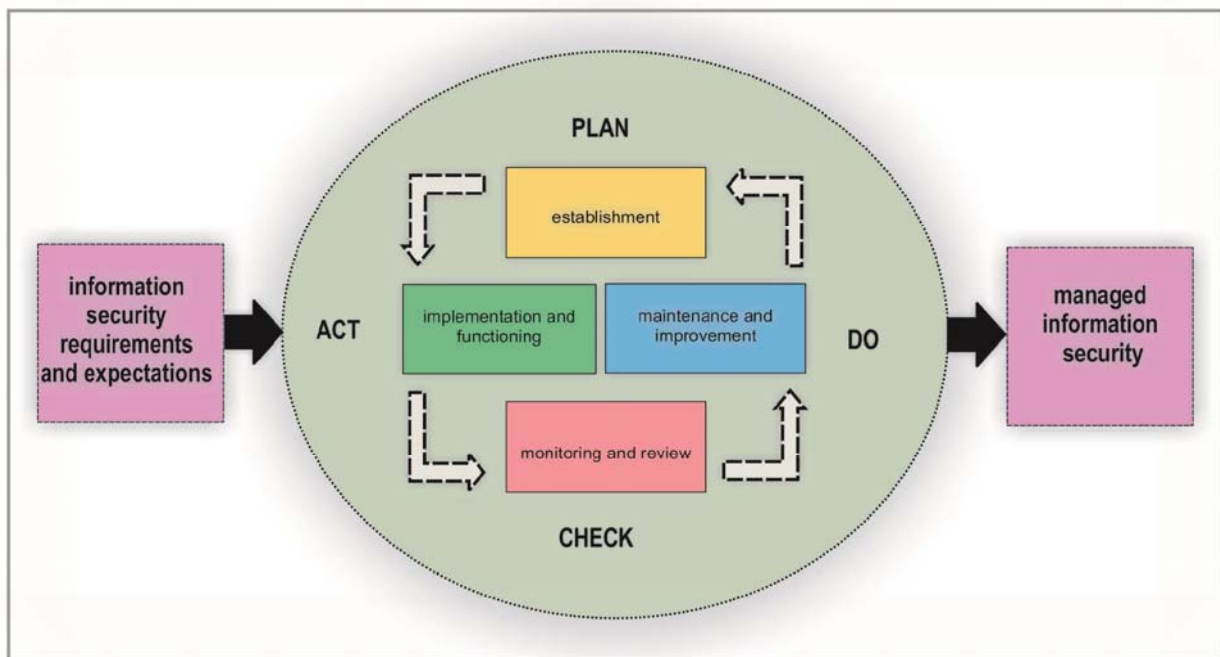 PLAN
establishment
information
security
requirements
and expectations
ACT
implementation and
functioning
maintenance and
improvement
DO
managed
information
security
monitoring and review
CHECK